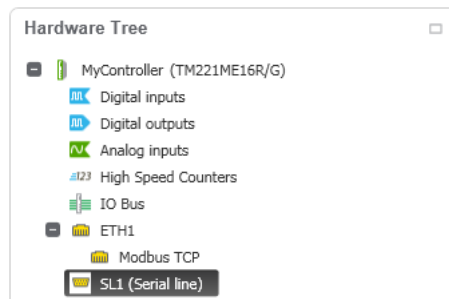 Hardware Tree
MyController (TM221ME16R/G)
Digital inputs
Digital outputs
Analog inputs
123 High Speed Counters
IO Bus
ETH1
Modbus TCP
SL1 (Serial line)